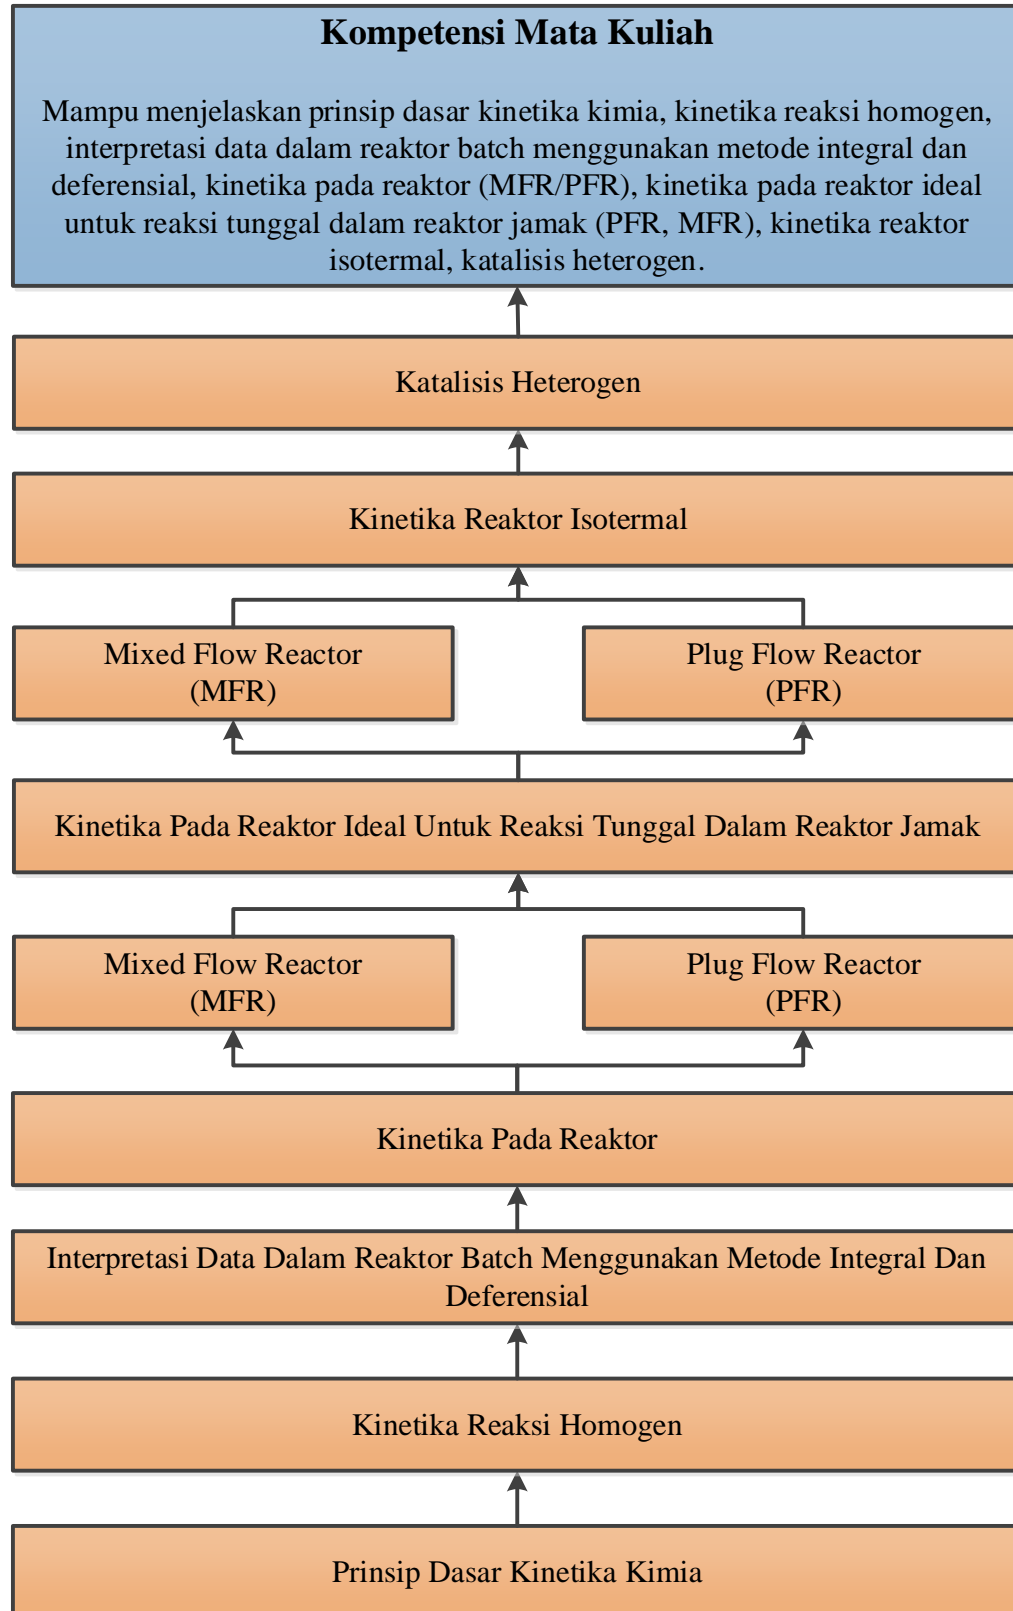 Kompetensi Mata Kuliah
Mampu menjelaskan prinsip dasar kinetika kimia, kinetika reaksi homogen,
interpretasi data dalam reaktor batch menggunakan metode integral dan
deferensial, kinetika pada reaktor (MFR/PFR), kinetika pada reaktor ideal
untuk reaksi tunggal dalam reaktor jamak (PFR, MFR), kinetika reaktor
isotermal, katalisis heterogen.
Katalisis Heterogen
Kinetika Reaktor Isotermal
Mixed Flow Reactor
(MFR)
Plug Flow Reactor
(PFR)
Kinetika Pada Reaktor Ideal Untuk Reaksi Tunggal Dalam Reaktor Jamak
Mixed Flow Reactor
(MFR)
Plug Flow Reactor
(PFR)
Kinetika Pada Reaktor
Interpretasi Data Dalam Reaktor Batch Menggunakan Metode Integral Dan
Deferensial
Kinetika Reaksi Homogen
Prinsip Dasar Kinetika Kimia